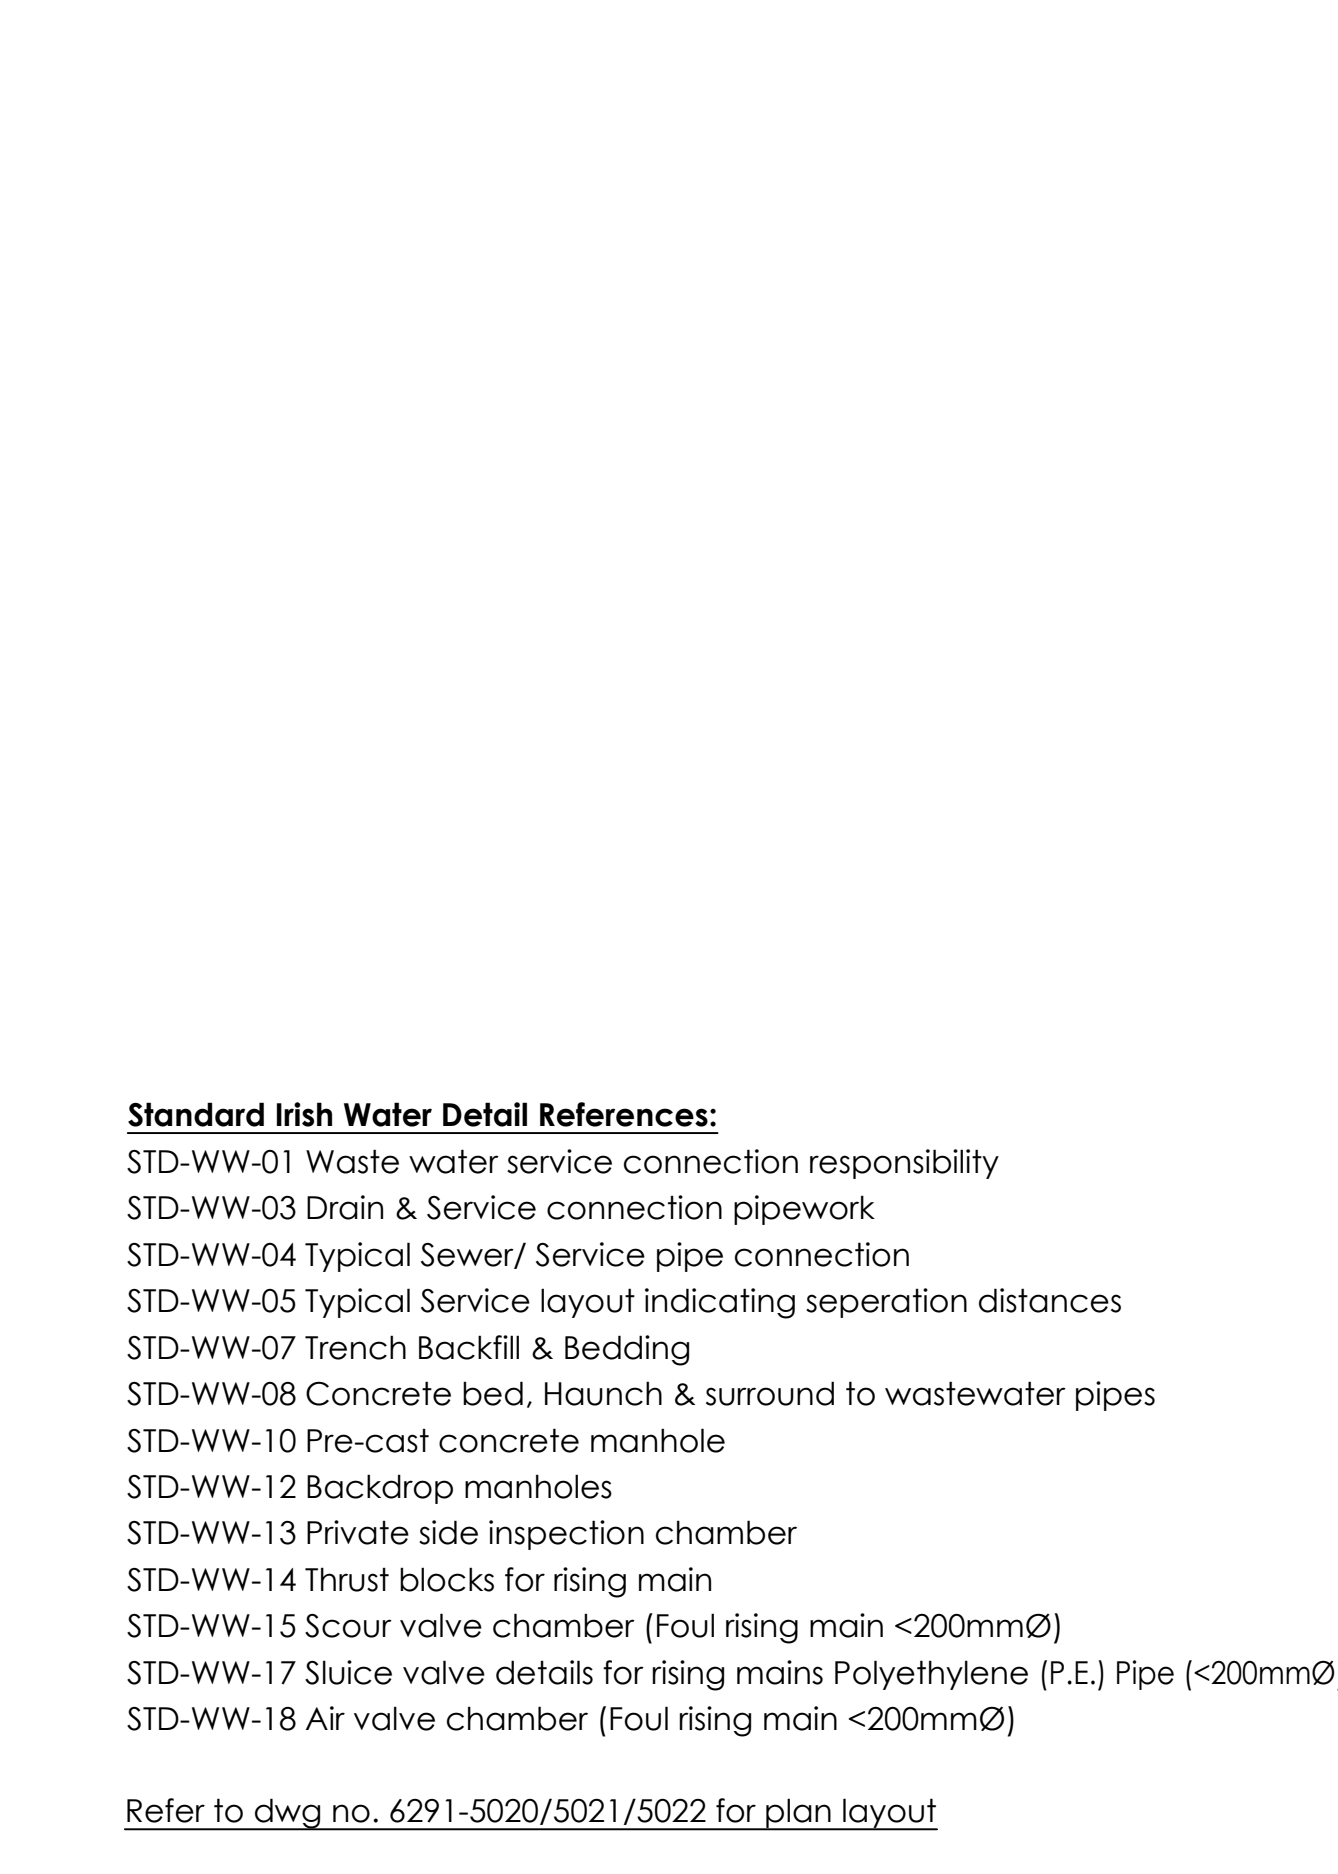 Standard Irish Water Detail References:
STD-WW-01 Waste water service connection responsibility
STD-WW-03 Drain & Service connection pipework
STD-WW-04 Typical Sewer/ Service pipe connection
STD-WW-05 Typical Service layout indicating seperation distances
STD-WW-07 Trench Backfill & Bedding
STD-WW-08 Concrete bed, Haunch & surround to wastewater pipes
STD-WW-10 Pre-cast concrete manhole
STD-WW-12 Backdrop manholes
STD-WW-13 Private side inspection chamber
STD-WW-14 Thrust blocks for rising main
STD-WW-15 Scour valve chamber (Foul rising main <200mmØ)
STD-WW-17 Sluice valve details for rising mains Polyethylene (P.E.) Pipe (<200mmØ
STD-WW-18 Air valve chamber (Foul rising main <200mmØ)
Refer to dwg no. 6291-5020/5021/5022 for plan layout